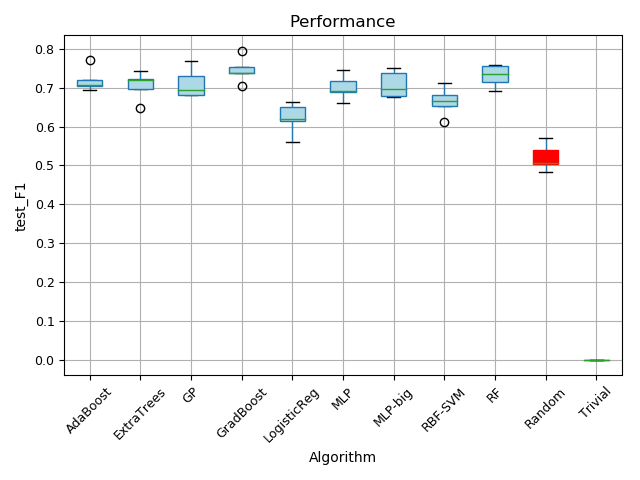 Performance
test_F1
0.8
0.7
0.6
0.5
0.4
0.3
0.2
0.1
0.0
AdaBoost
ExtraTrees
GP
GradBoost
LogisticReg
MLP
MLP-big
RBF-SVM
RF
Random
Trivial
Algorithm